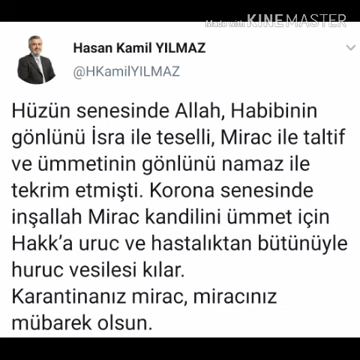 Made with KINEMASTER
Hasan Kamil YILMAZ
@HKamilYILMAZ
Hüzün senesinde Allah, Habibinin
gönlünü İsra ile teselli, Mirac ile taltif
ve ümmetinin gönlünü namaz ile
tekrim etmişti. Korona senesinde
inşallah Mirac kandilini ümmet için
Hakk’a uruc ve hastalıktan bütünüyle
huruc vesilesi kılar.
Karantinanız mirac, miracınız
mübarek olsun.